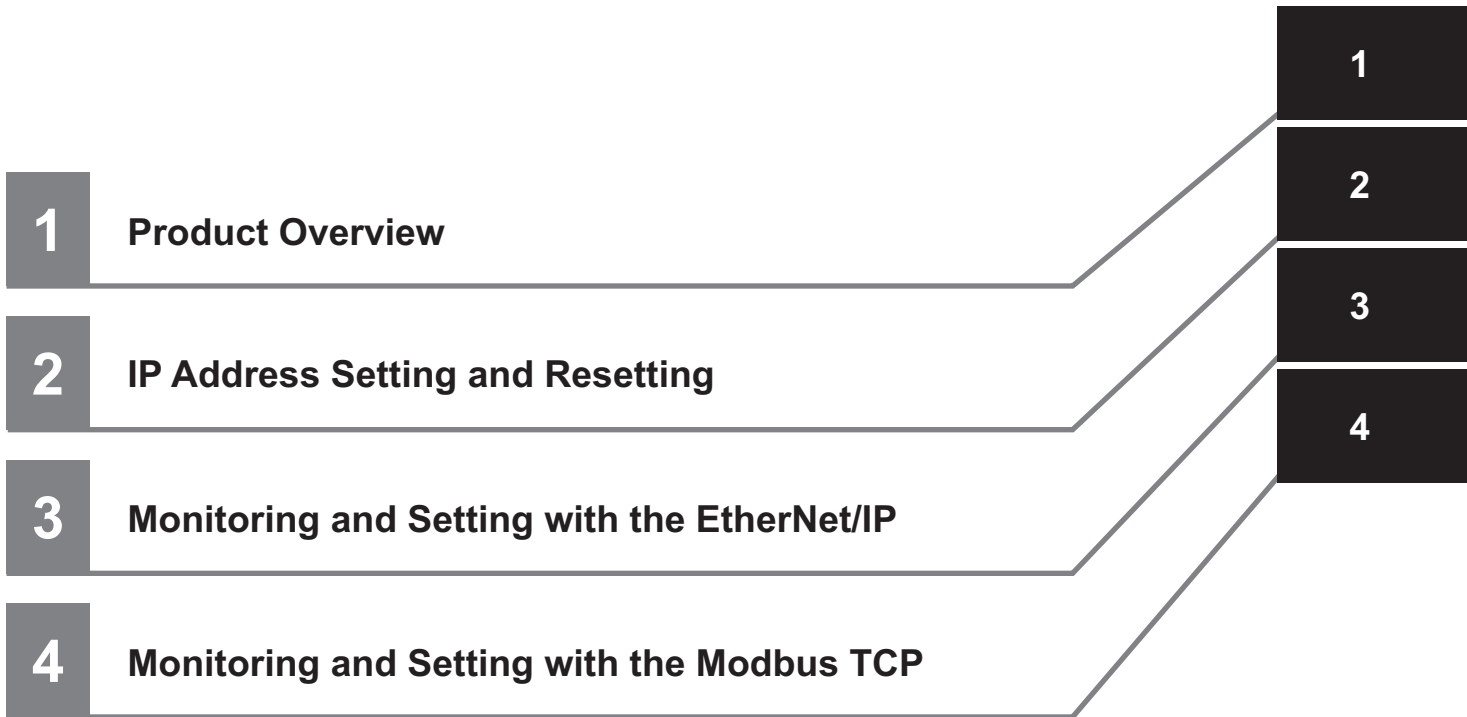 1 Product Overview
2 IP Address Setting and Resetting
3 Monitoring and Setting with the EtherNet/IP
4 Monitoring and Setting with the Modbus TCP
1
2
3
4